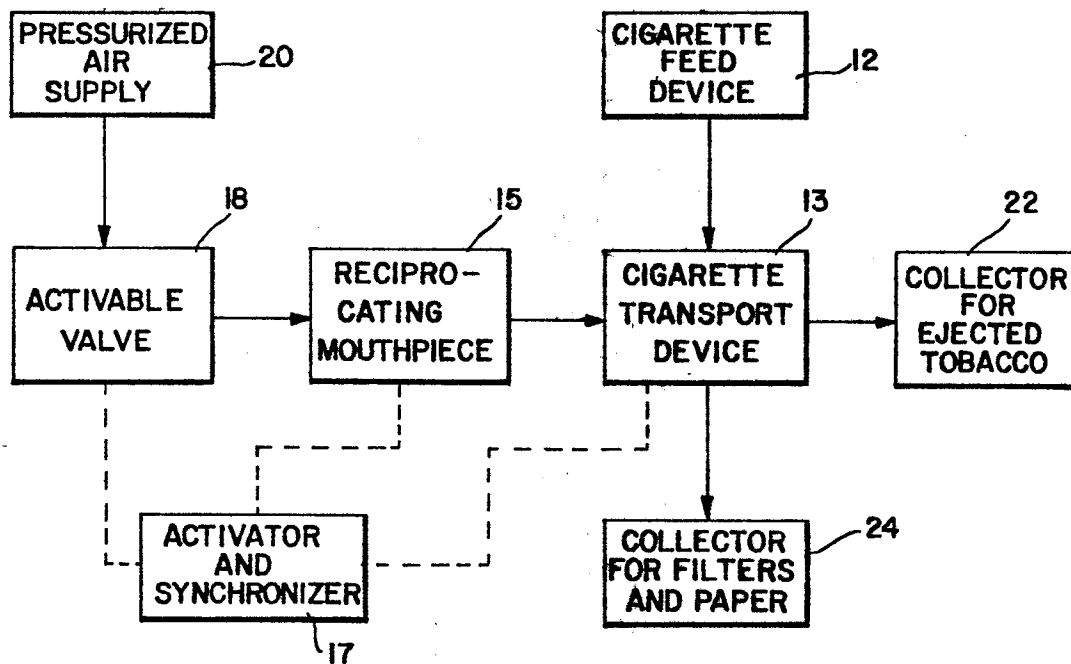 PRESSURIZED
AIR
SUPPLY
20
CIGARETTE
FEED
DEVICE
12
18
ACTIVABLE
VALVE
15
RECIPRO-
CATING
MOUTHPIECE
13
CIGARETTE
TRANSPORT
DEVICE
22
COLLECTOR
FOR
EJECTED
TOBACCO
ACTIVATOR
AND
SYNCHRONIZER
17
COLLECTOR
FOR FILTERS
AND PAPER
24